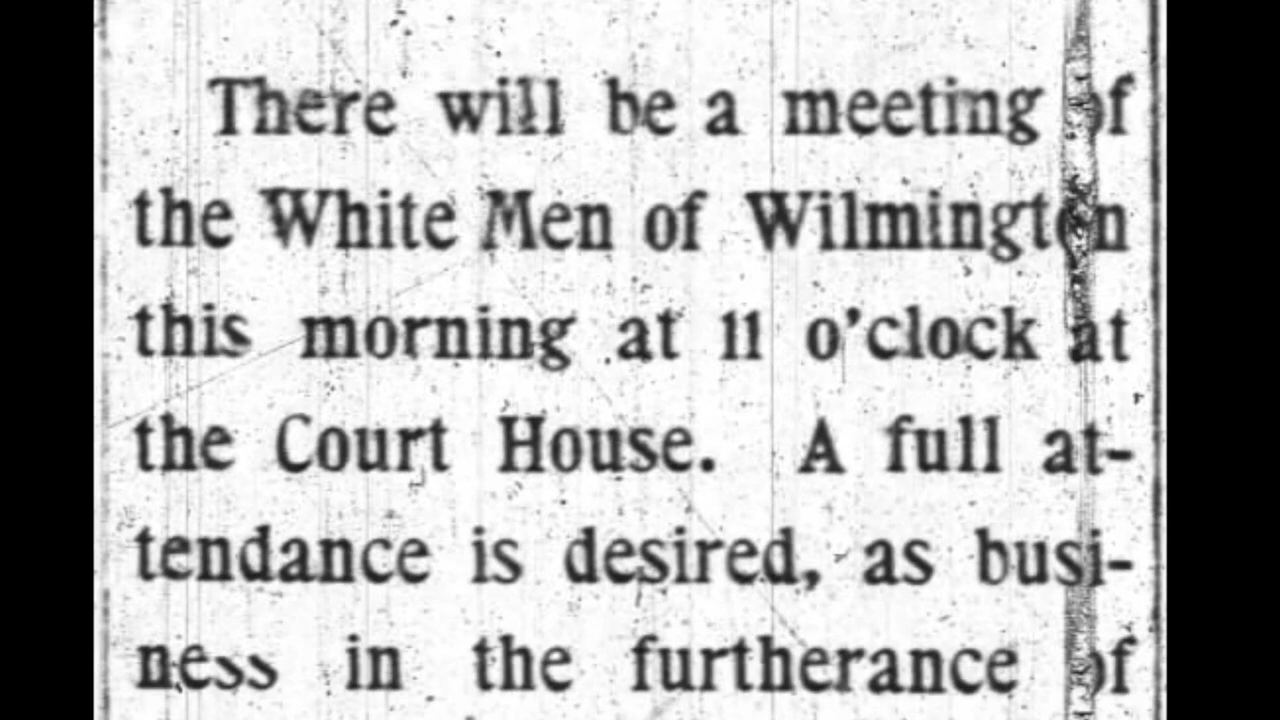 There will be a meeting of
the White Men of Wilmington
this morning at 11 o'clock at
the Court House. A full at-
tendance is desired, as busi-
ness in the furtherance of